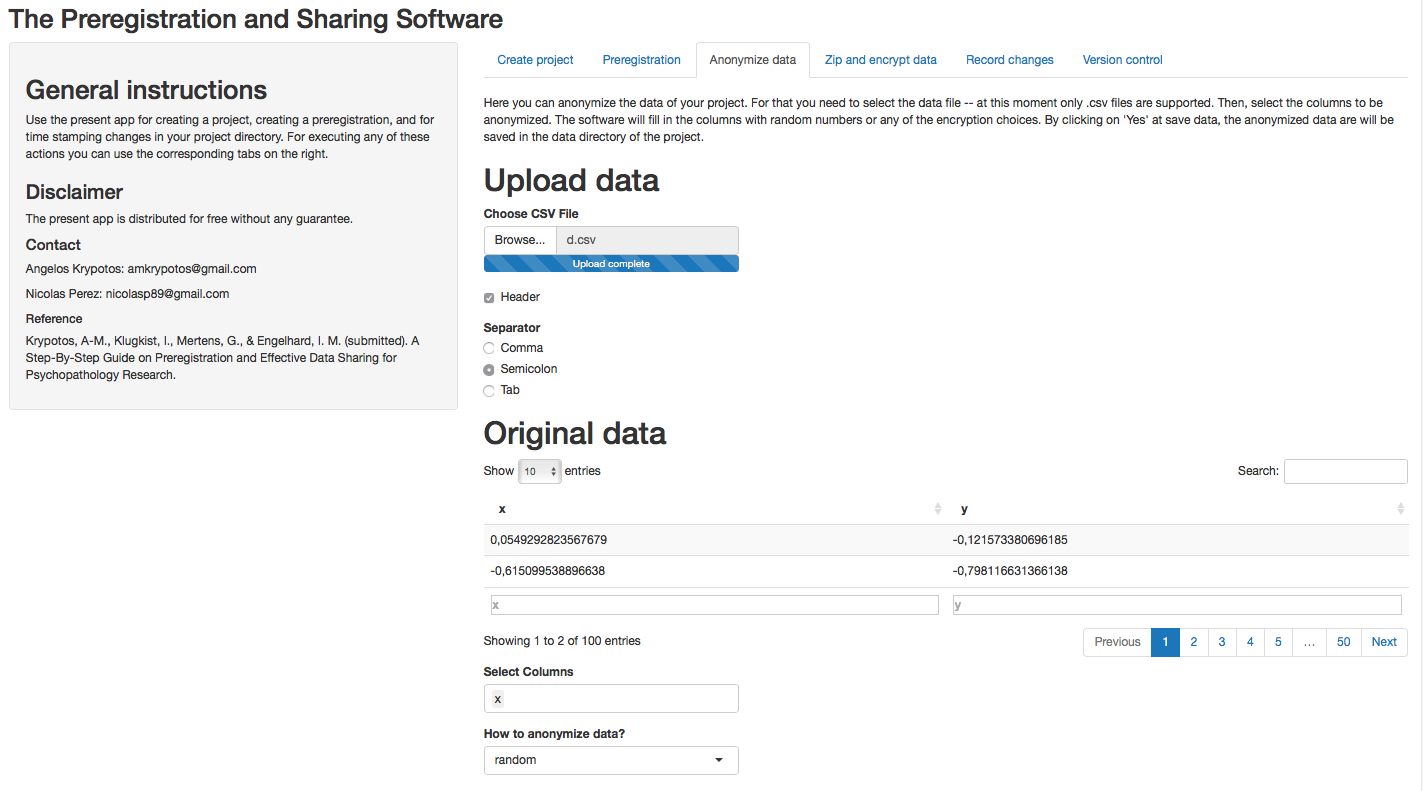 The Preregistration and Sharing Software
General instructions
Use the present app for creating a project, creating a preregistration, and for
time stamping changes in your project directory. For executing any of these
actions you can use the corresponding tabs on the right.
Disclaimer
The present app is distributed for free without any guarantee.
Contact
Angelos Krypotos: amkrypotos@gmail.com
Nicolas Perez: nicolasp89@gmail.com
Reference
Krypotos, A-M., Klugkist, I., Mertens, G., & Engelhard, I. M. (submitted). A
Step-By-Step Guide on Preregistration and Effective Data Sharing for
Psychopathology Research.
Create project Preregistration Anonymize data Zip and encrypt data Record changes Version control
Here you can anonymize the data of your project. For that you need to select the data file -- at this moment only .csv files are supported. Then, select the columns to be
anonymized. The software will fill in the columns with random numbers or any of the encryption choices. By clicking on 'Yes' at save data, the anonymized data are will be
saved in the data directory of the project.
Upload data
Choose CSV File
Browse... d.csv
Upload complete
Header
Separator
Comma
Semicolon
Tab
Original data
Show 10 entries Search:
x y
0,0549292823567679 -0,121573380696185
-0,615099538896638 -0,798116631366138
x y
Showing 1 to 2 of 100 entries Previous 1 2 3 4 5 … 50 Next
Select Columns
x
How to anonymize data?
random